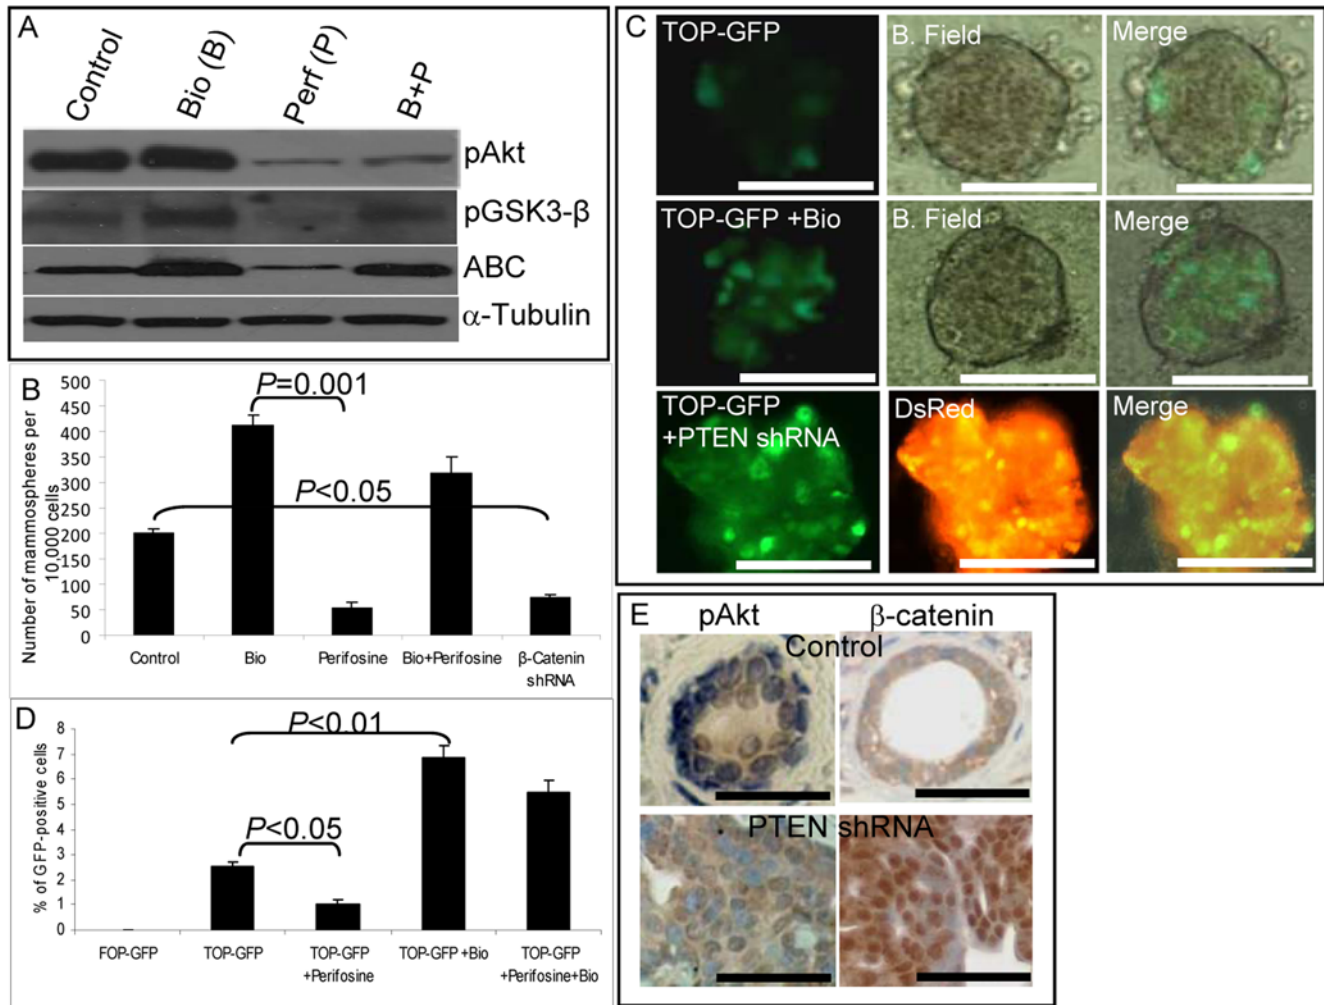 A
Control
Bio (B)
Perf (P)
B+P
pAkt
pGSK3-β
ABC
α-Tubulin
B
Number of mammospheres per
10,000 cells
500
450
400
350
300
250
200
150
100
50
0
P=0.001
P<0.05
Control
Bio
Perifosine
Bio+Perifosine
β-Catenin
shRNA
C
TOP-GFP
B. Field
Merge
TOP-GFP +Bio
B. Field
Merge
TOP-GFP
+PTEN shRNA
DsRed
Merge
D
% of GFP-positive cells
8
7
6
5
4
3
2
1
0
P<0.01
P<0.05
FOP-GFP
TOP-GFP
TOP-GFP
+Perifosine
TOP-GFP +Bio
TOP-GFP
+Perifosine+Bio
E
pAkt
β-catenin
Control
PTEN shRNA